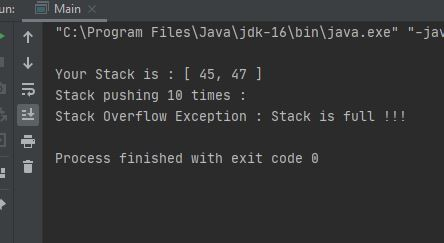 un: Main
"C:\Program Files\Java\jdk-16\bin\java.exe" "-jav
Your Stack is : [ 45, 47 ]
Stack pushing 10 times :
Stack Overflow Exception : Stack is full !!!
Process finished with exit code 0